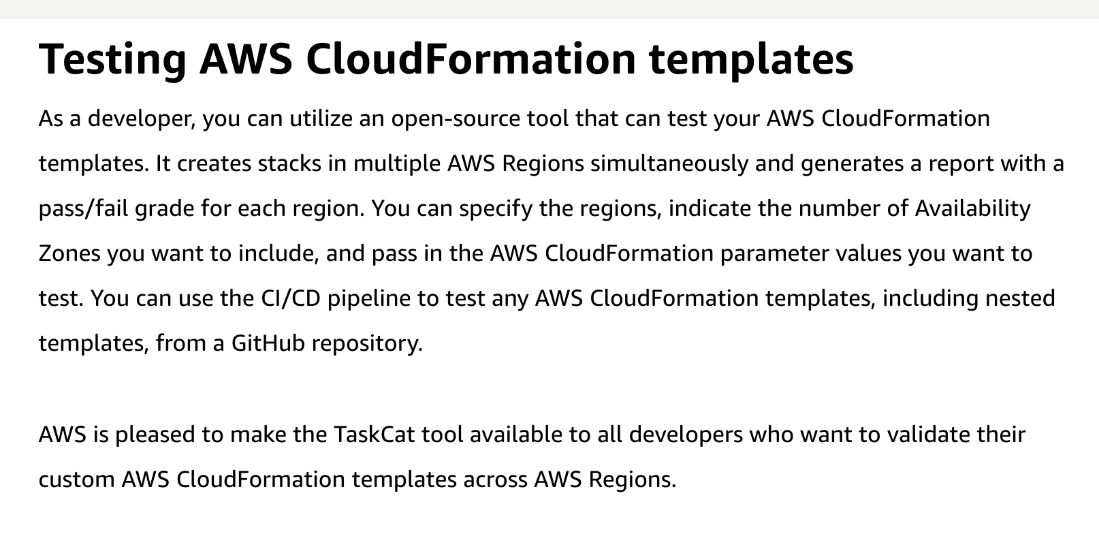 Testing AWS CloudFormation templates
As a developer, you can utilize an open-source tool that can test your AWS CloudFormation
templates. It creates stacks in multiple AWS Regions simultaneously and generates a report with a
pass/fail grade for each region. You can specify the regions, indicate the number of Availability
Zones you want to include, and pass in the AWS CloudFormation parameter values you want to
test. You can use the CI/CD pipeline to test any AWS CloudFormation templates, including nested
templates, from a GitHub repository.
AWS is pleased to make the TaskCat tool available to all developers who want to validate their
custom AWS CloudFormation templates across AWS Regions.